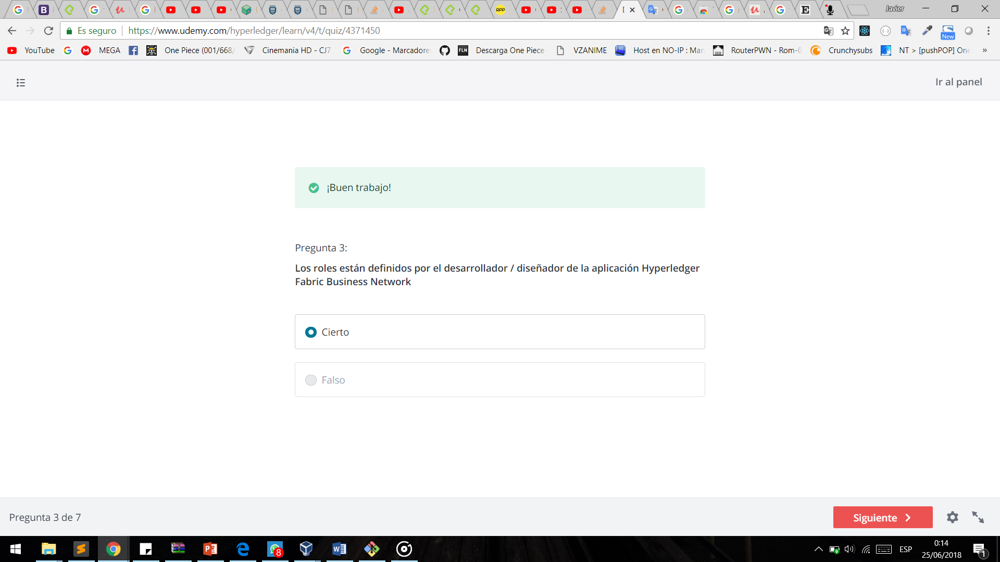 Javier
Es seguro
https://www.udemy.com/hyperledger/learn/v4/t/quiz/4371450
New
YouTube
MEGA
One Piece (001/668/
Cinemania HD - CJ7
Google - Marcadore
FLN
Descarga One Piece
VZANIME
Host en NO-IP : Man
RouterPWN - Rom-0
Crunchysubs
NT > [pushPOP] One
»
Ir al panel
¡Buen trabajo!
Pregunta 3:
Los roles están definidos por el desarrollador / diseñador de la aplicación Hyperledger
Fabric Business Network
Cierto
Falso
Pregunta 3 de 7
Siguiente
8
ESP
0:14
25/06/2018
1